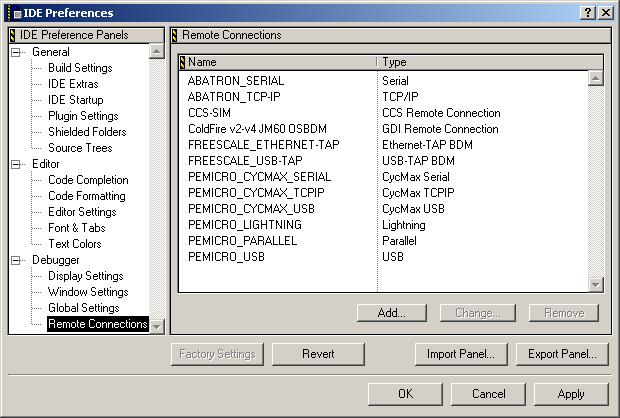 IDE Preferences
IDE Preference Panels
General
Build Settings
IDE Extras
IDE Startup
Plugin Settings
Shielded Folders
Source Trees
Editor
Code Completion
Code Formatting
Editor Settings
Font & Tabs
Text Colors
Debugger
Display Settings
Window Settings
Global Settings
Remote Connections
Remote Connections
Name Type
ABATRON_SERIAL Serial
ABATRON_TCP-IP TCP/IP
CCS-SIM CCS Remote Connection
ColdFire v2-v4 JM60 OSBDM GDI Remote Connection
FREESCALE_ETHERNET-TAP Ethernet-TAP BDM
FREESCALE_USB-TAP USB-TAP BDM
PEMICRO_CYCMAX_SERIAL CycMax Serial
PEMICRO_CYCMAX_TCPIP CycMax TCPIP
PEMICRO_CYCMAX_USB CycMax USB
PEMICRO_LIGHTNING Lightning
PEMICRO_PARALLEL Parallel
PEMICRO_USB USB
Add... Change... Remove
Factory Settings Revert Import Panel... Export Panel...
OK Cancel Apply